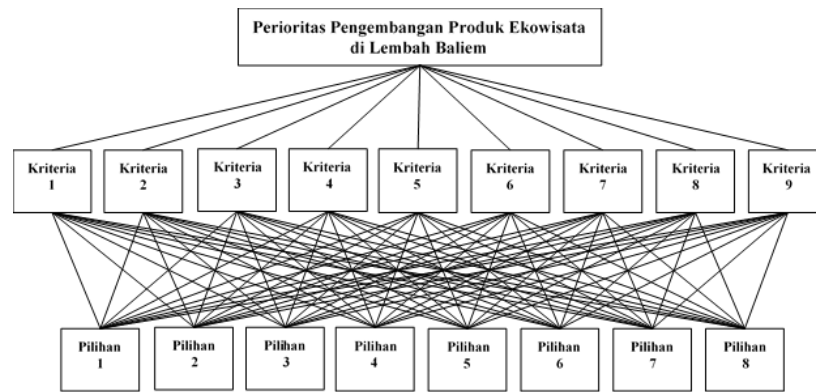 Perioritas Pengembangan Produk Ekowisata
di Lembah Baliem
Kriteria
1
Kriteria
2
Kriteria
3
Kriteria
4
Kriteria
5
Kriteria
6
Kriteria
7
Kriteria
8
Kriteria
9
Pilihan
1
Pilihan
2
Pilihan
3
Pilihan
4
Pilihan
5
Pilihan
6
Pilihan
7
Pilihan
8